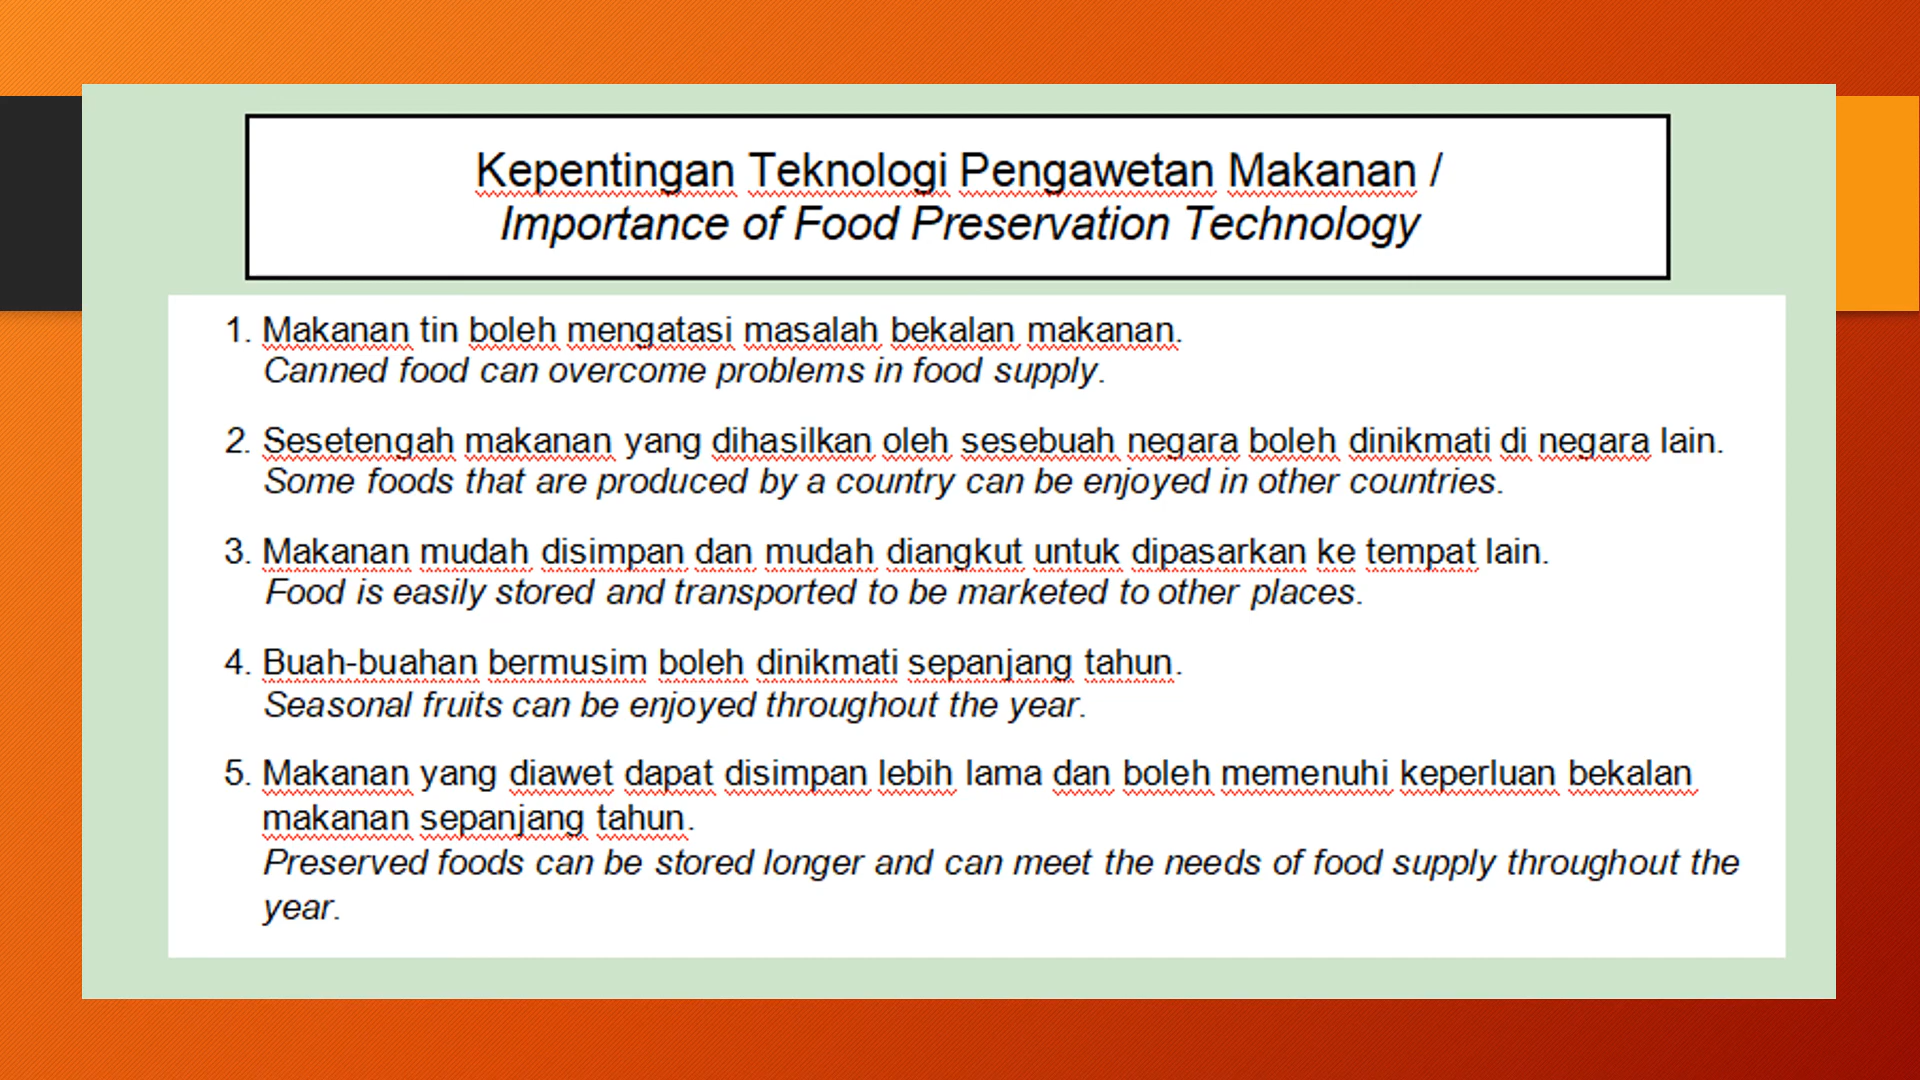 Kepentingan Teknologi Pengawetan Makanan /
Importance of Food Preservation Technology
1. Makanan tin boleh mengatasi masalah bekalan makanan.
Canned food can overcome problems in food supply.
2. Sesetengah makanan yang dihasilkan oleh sesebuah negara boleh dinikmati di negara lain.
Some foods that are produced by a country can be enjoyed in other countries.
3. Makanan mudah disimpan dan mudah diangkut untuk dipasarkan ke tempat lain.
Food is easily stored and transported to be marketed to other places.
4. Buah-buahan bermusim boleh dinikmati sepanjang tahun.
Seasonal fruits can be enjoyed throughout the year.
5. Makanan yang diawet dapat disimpan lebih lama dan boleh memenuhi keperluan bekalan
makanan sepanjang tahun.
Preserved foods can be stored longer and can meet the needs of food supply throughout the
year.